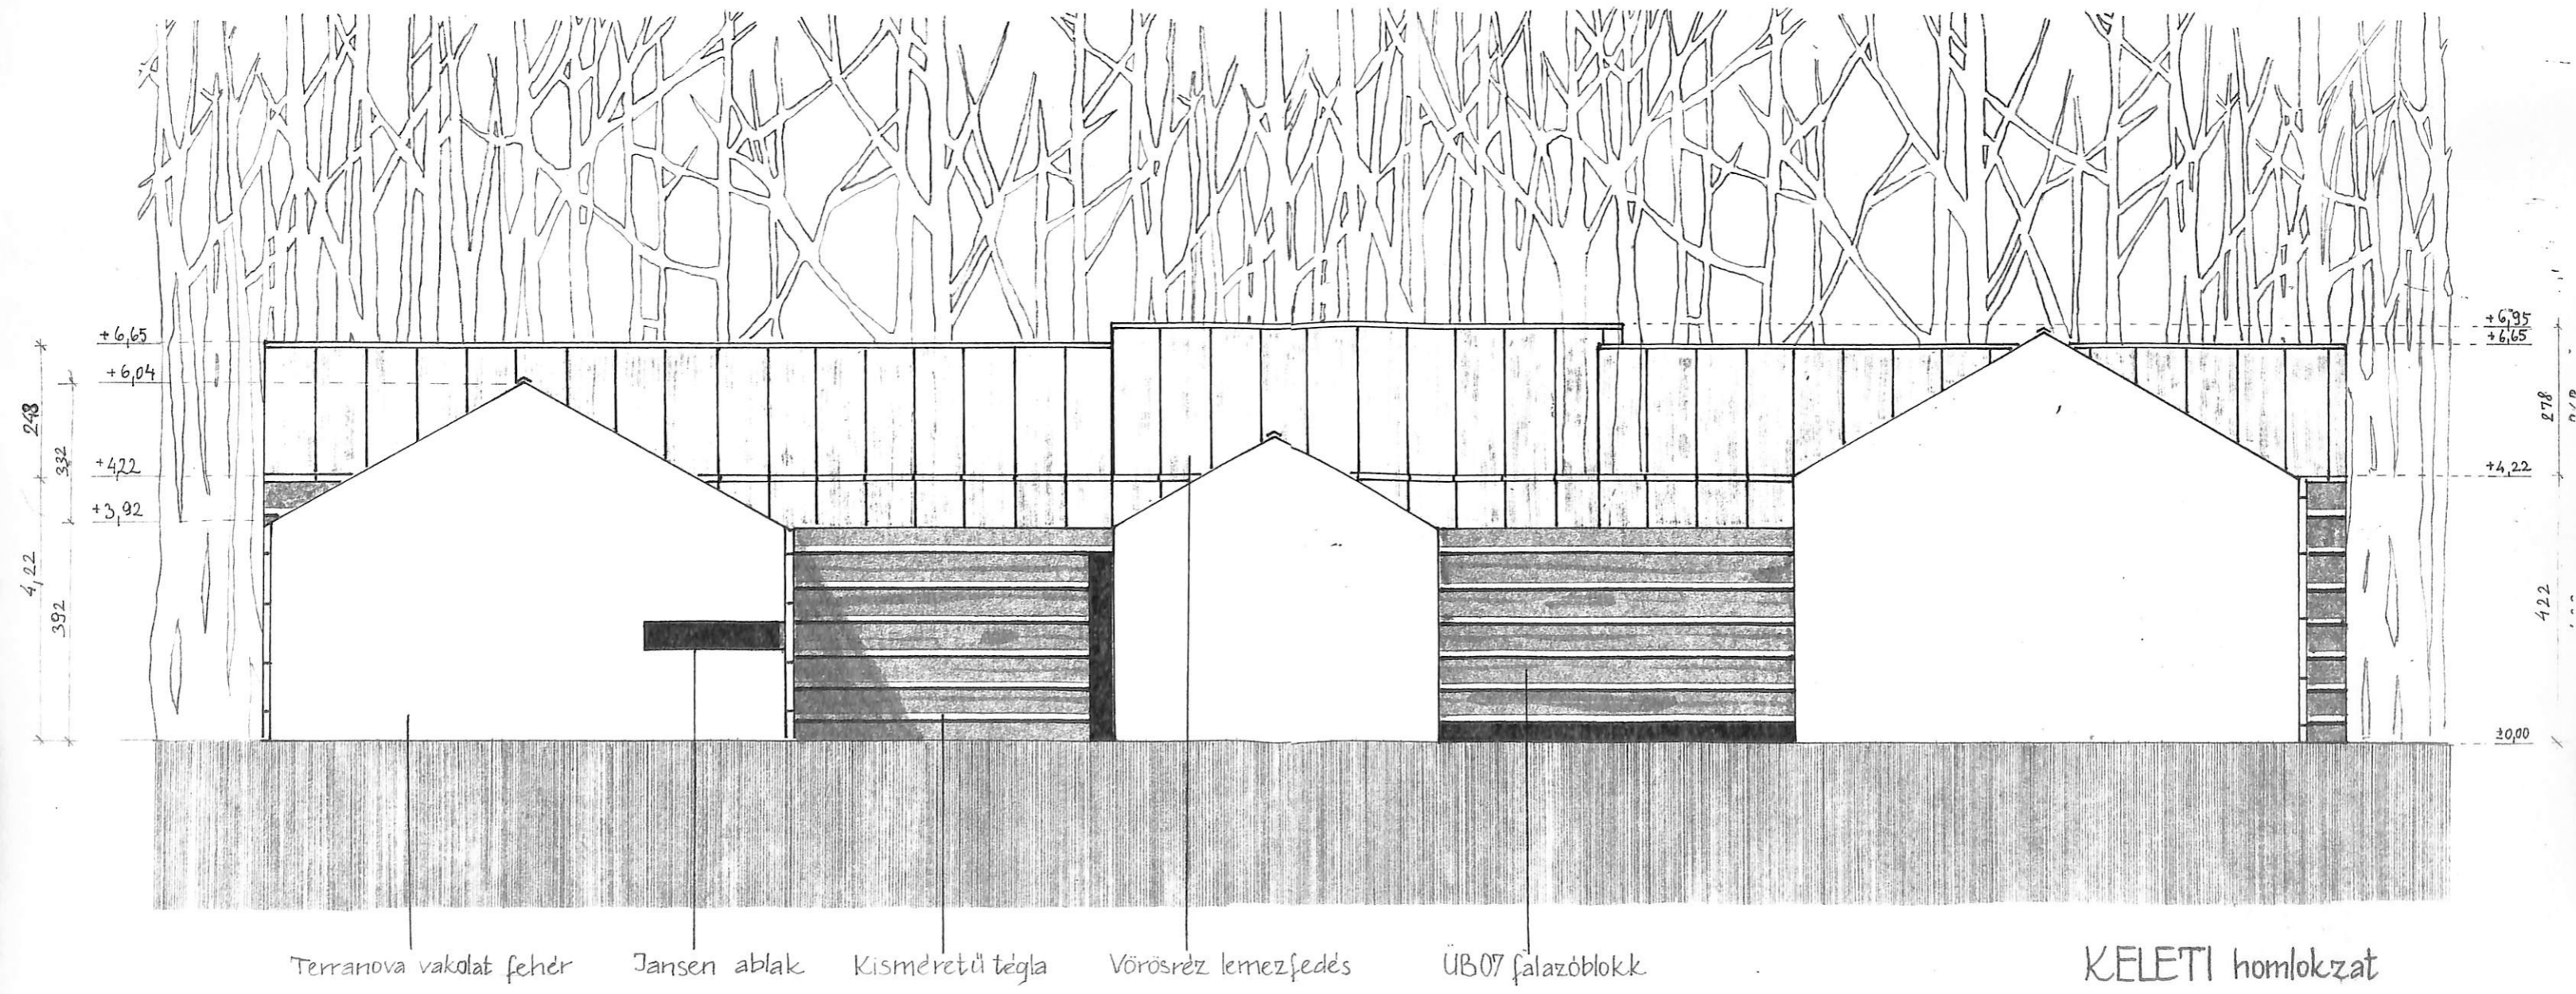 +6,65
+6,04
+4,22
+3,92
248
332
4,22
392
+6,95
+6,65
+4,22
±0,00
278
422
Terranova vakolat fehér
Jansen ablak
Kisméretű tégla
Vörösréz lemezfedés
ÜB07 falazóblokk
KELETI homlokzat